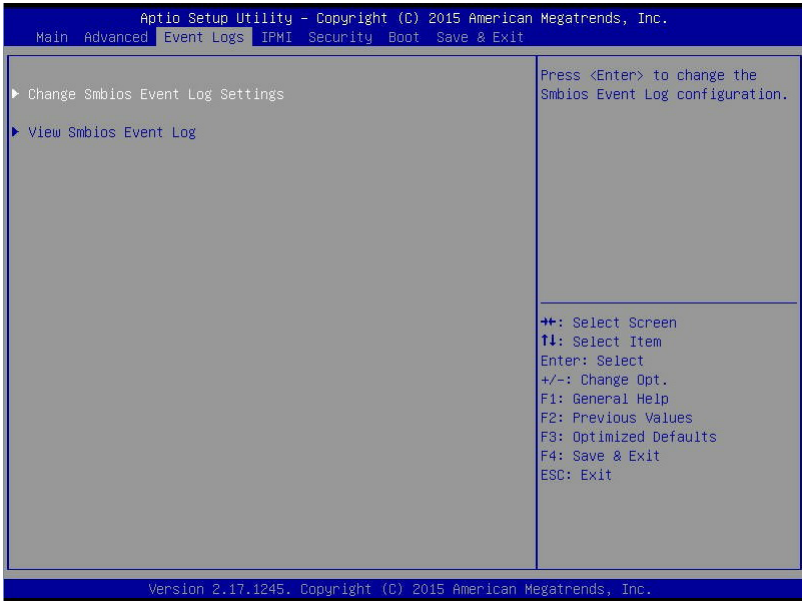 Aptio Setup Utility – Copyright (C) 2015 American Megatrends, Inc.
Main Advanced Event Logs IPMI Security Boot Save & Exit
▶ Change Smbios Event Log Settings
▶ View Smbios Event Log
Press <Enter> to change the
Smbios Event Log configuration.
→←: Select Screen
↑↓: Select Item
Enter: Select
+/-: Change Opt.
F1: General Help
F2: Previous Values
F3: Optimized Defaults
F4: Save & Exit
ESC: Exit
Version 2.17.1245. Copyright (C) 2015 American Megatrends, Inc.